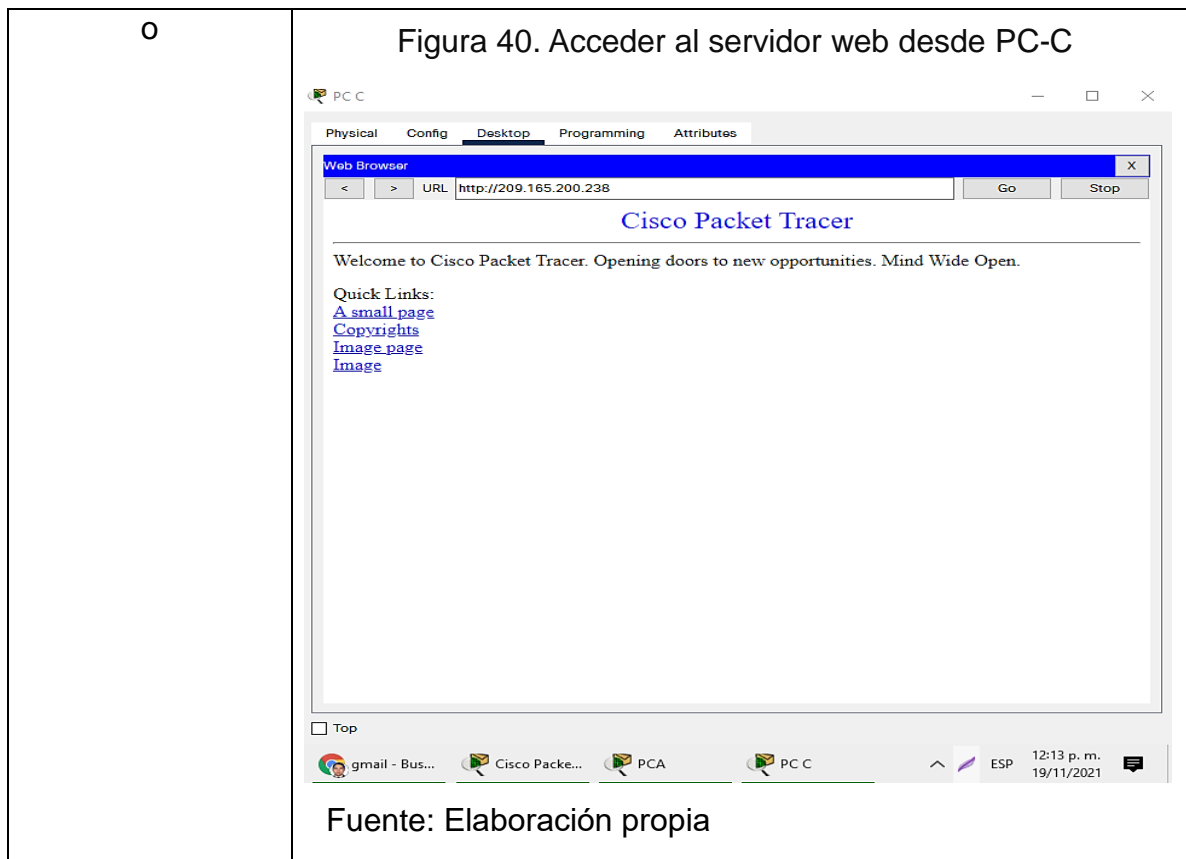 o
Figura 40. Acceder al servidor web desde PC-C
PC C
Physical Config Desktop Programming Attributes
Web Browser X
< > URL http://209.165.200.238 Go Stop
Cisco Packet Tracer
Welcome to Cisco Packet Tracer. Opening doors to new opportunities. Mind Wide Open.
Quick Links:
A small page
Copyrights
Image page
Image
Top
gmail - Bus... Cisco Packe... PCA PC C ESP 12:13 p. m.
19/11/2021
Fuente: Elaboración propia